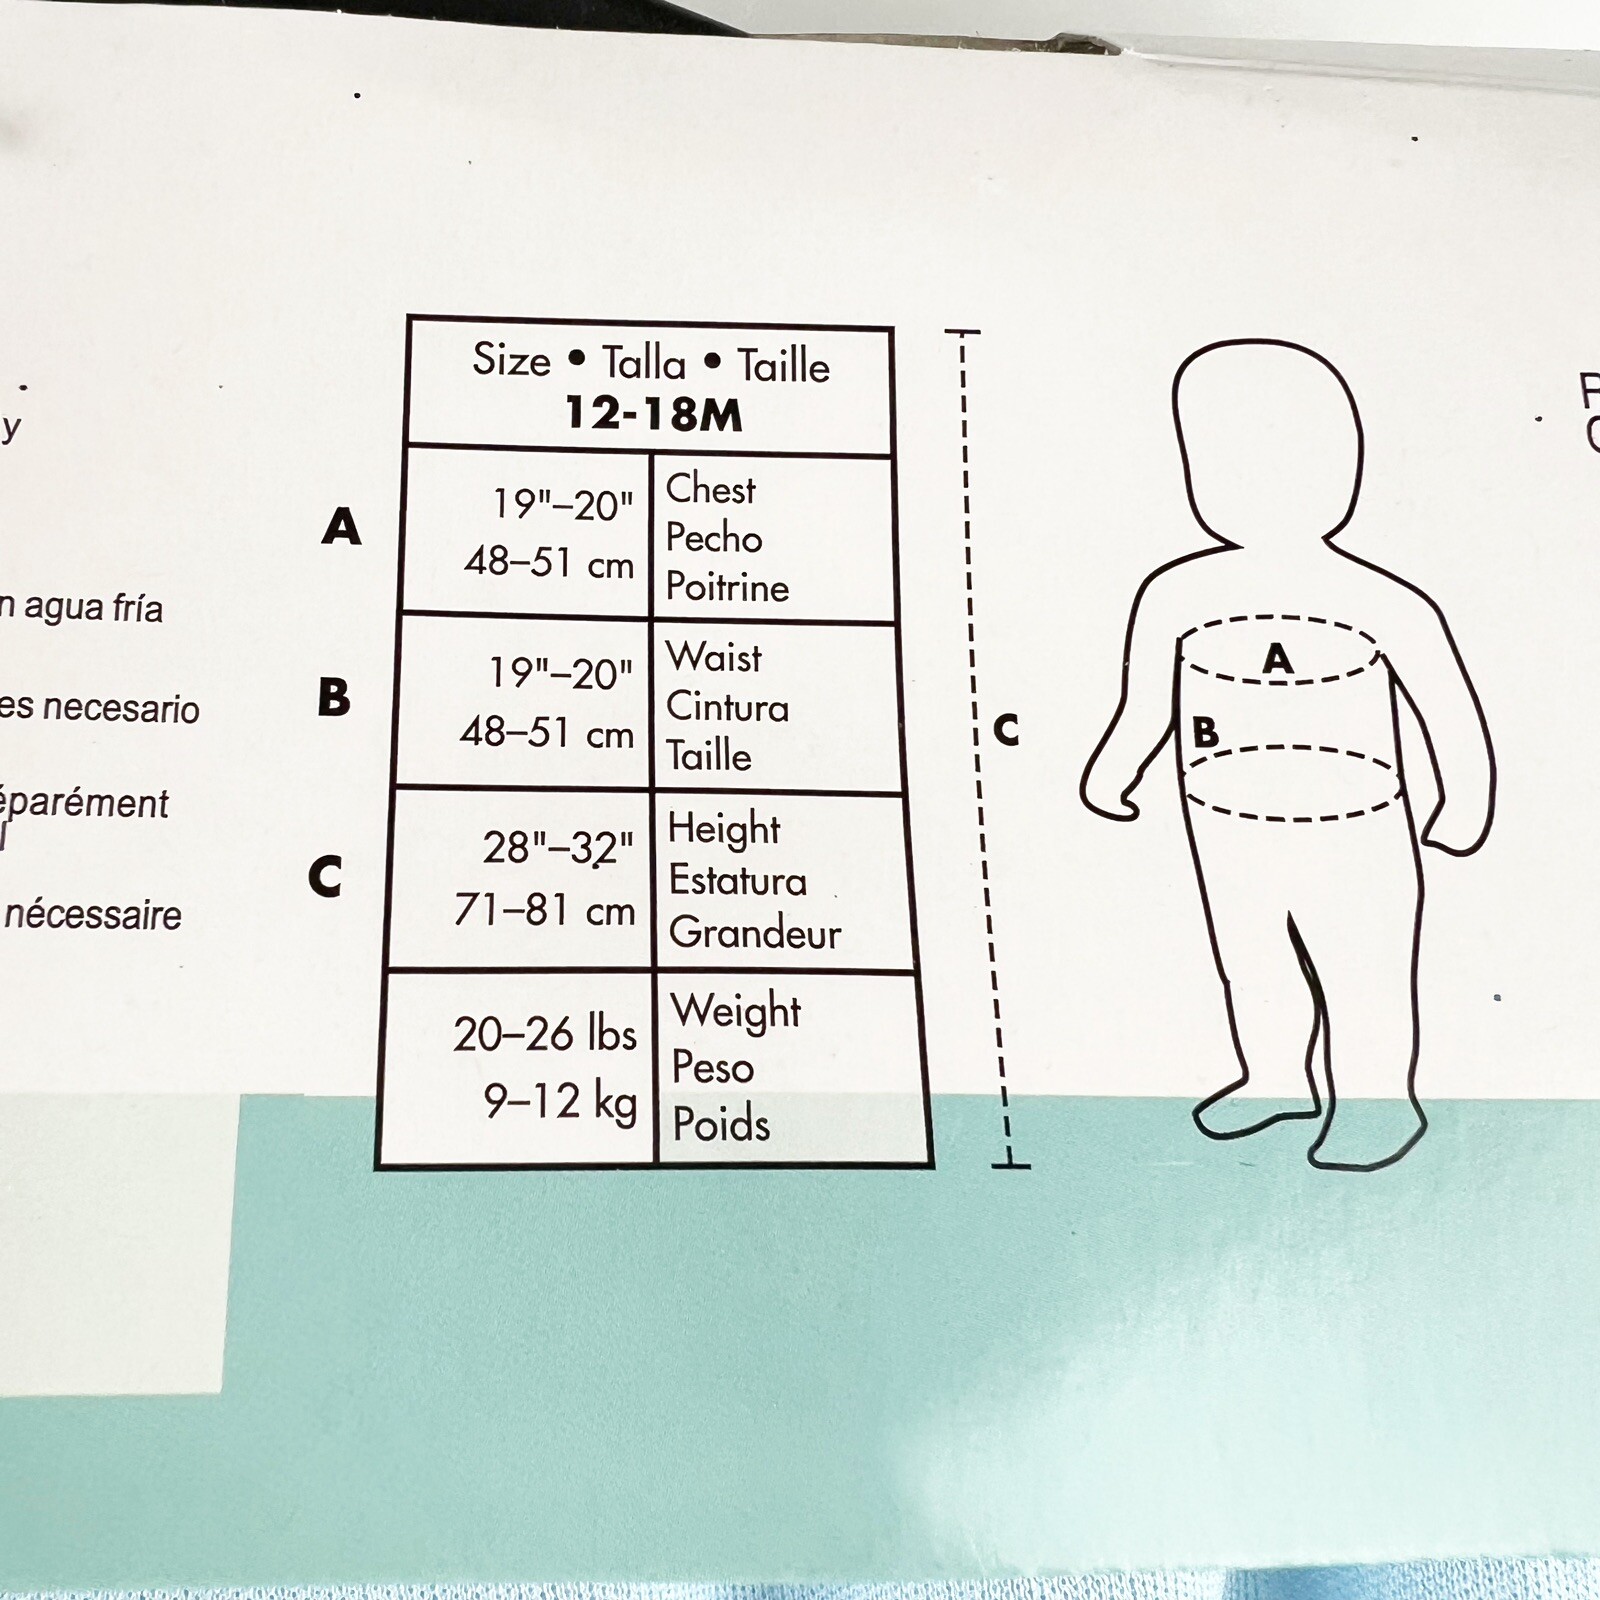 y
n agua fría
es necesario
éparément
nécessaire
Size • Talla • Taille
12-18M
A
19"–20"
48–51 cm
Chest
Pecho
Poitrine
B
19"–20"
48–51 cm
Waist
Cintura
Taille
C
28"–32"
71–81 cm
Height
Estatura
Grandeur
20–26 lbs
9–12 kg
Weight
Peso
Poids
C
A
B